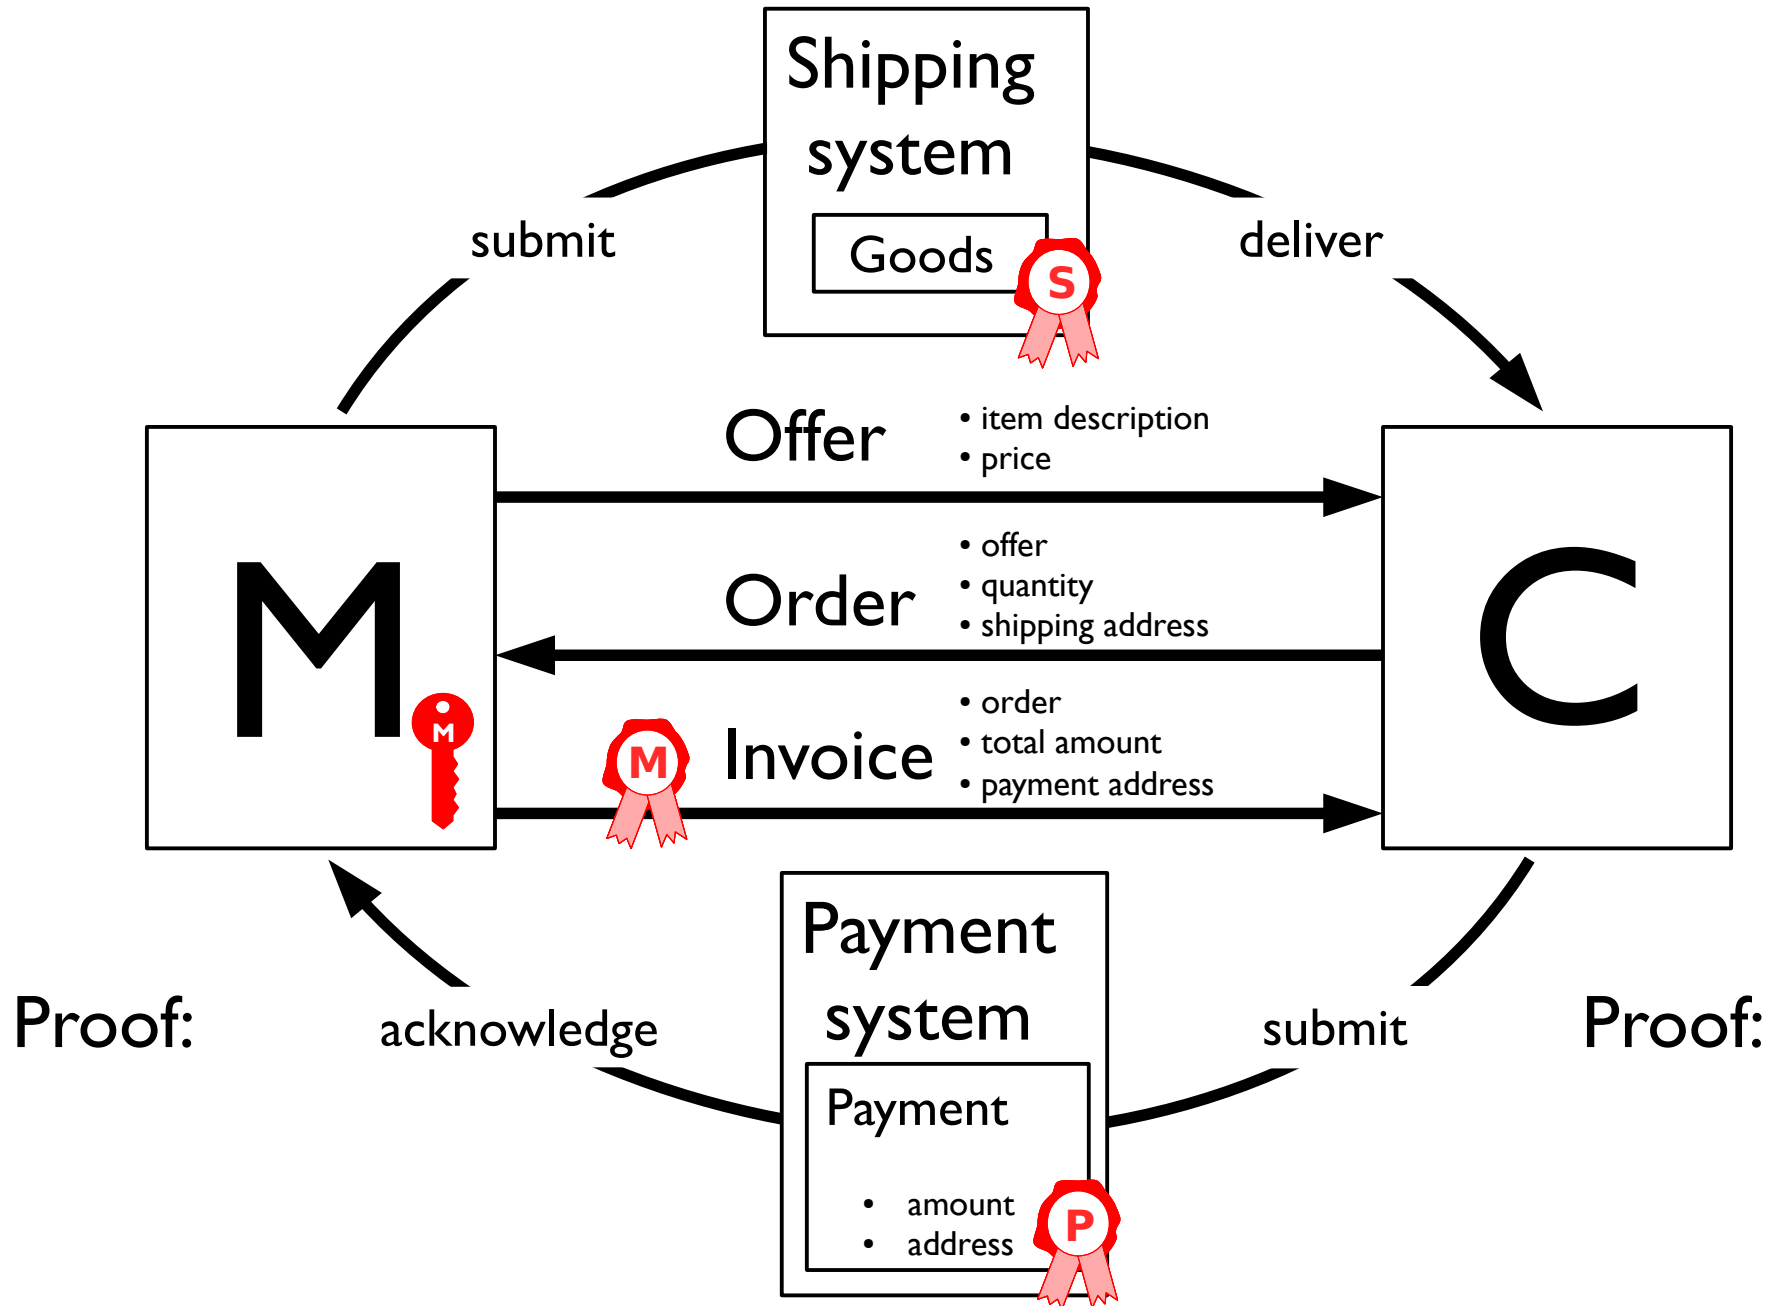 Shipping
system
Goods
S
submit
deliver
Offer
• item description
• price
M
C
Order
• offer
• quantity
• shipping address
M
M
Invoice
• order
• total amount
• payment address
Payment
system
Proof:
acknowledge
submit
Proof:
Payment
• amount
• address
P